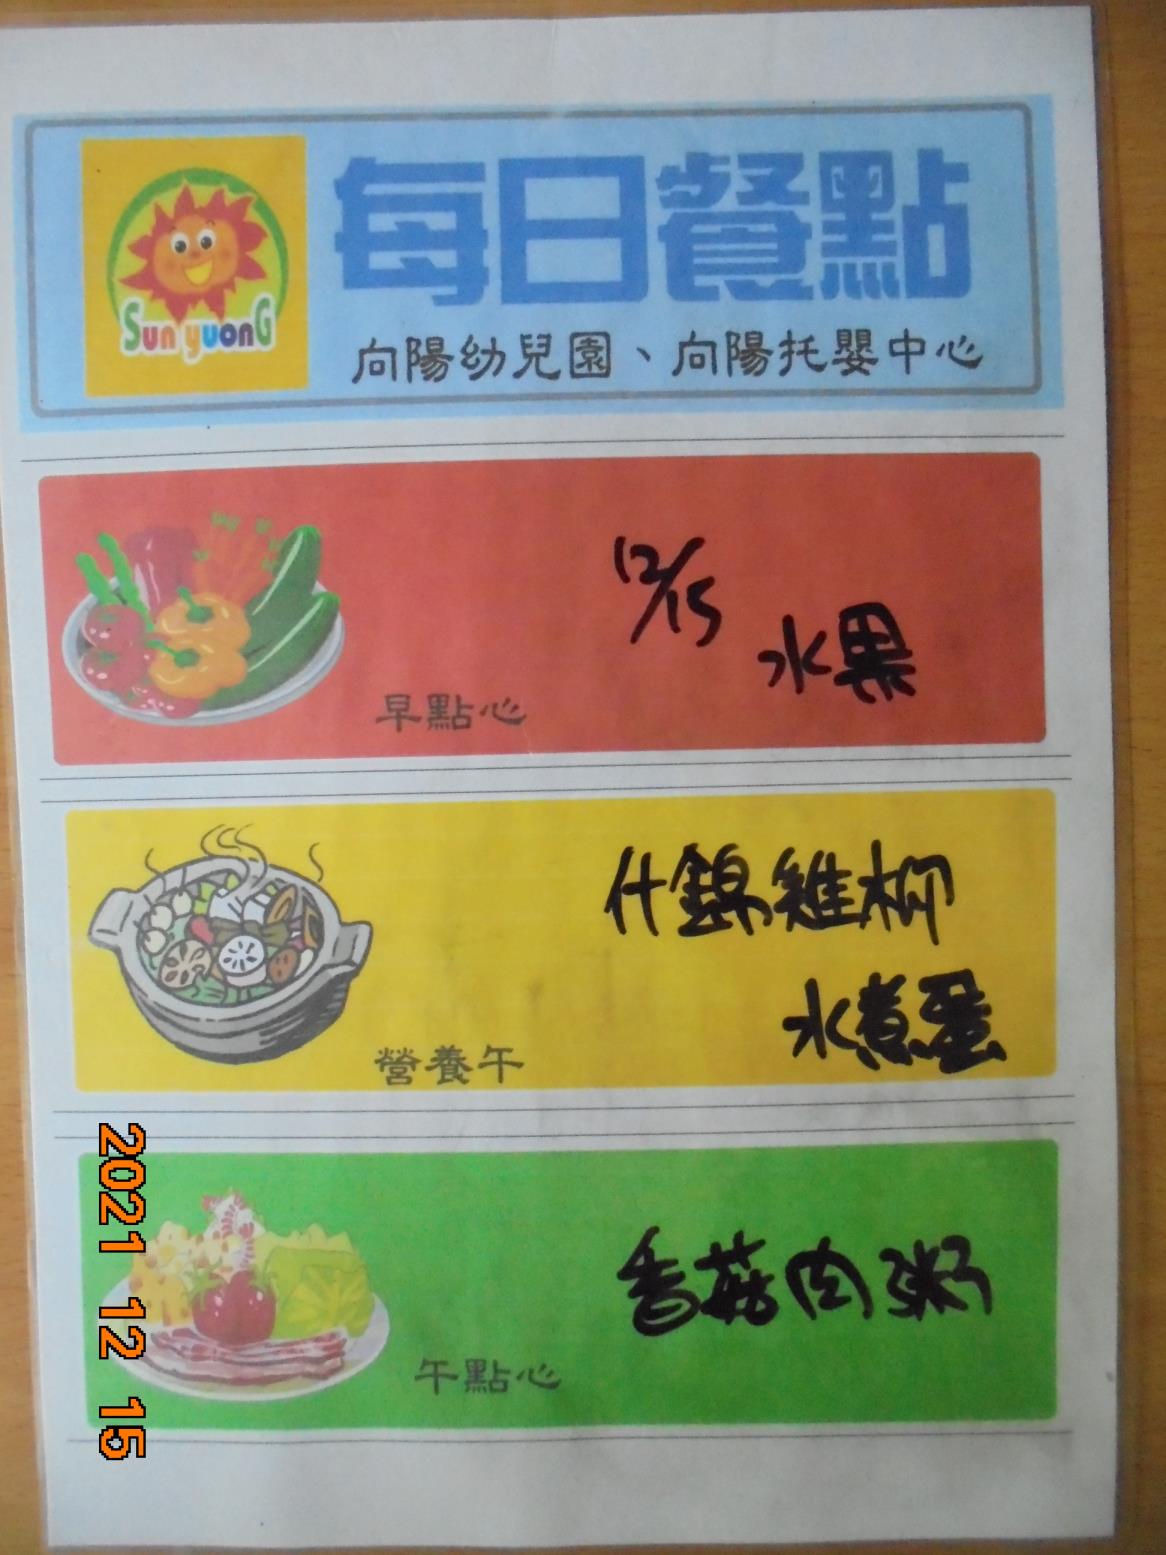 每日餐點
Sun yuonG
向陽幼兒園、向陽托嬰中心
12/15
水果
早點心
什錦雞柳
水煮蛋
營養午
香菇肉粥
午點心
2021 12 15